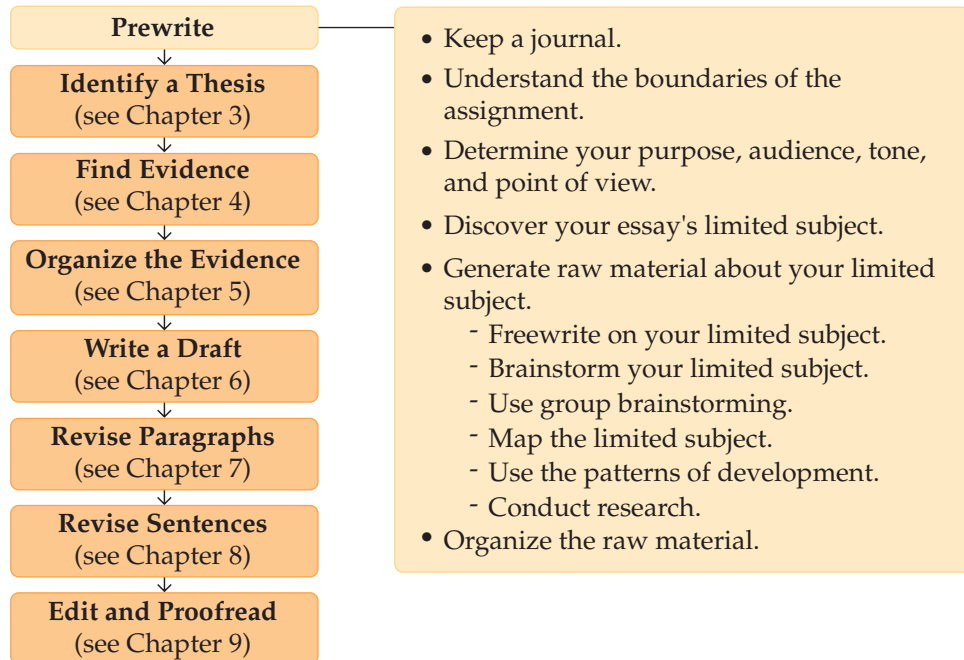 Prewrite
Identify a Thesis
(see Chapter 3)
Find Evidence
(see Chapter 4)
Organize the Evidence
(see Chapter 5)
Write a Draft
(see Chapter 6)
Revise Paragraphs
(see Chapter 7)
Revise Sentences
(see Chapter 8)
Edit and Proofread
(see Chapter 9)
• Keep a journal.
• Understand the boundaries of the
assignment.
• Determine your purpose, audience, tone,
and point of view.
• Discover your essay's limited subject.
• Generate raw material about your limited
subject.
- Freewrite on your limited subject.
- Brainstorm your limited subject.
- Use group brainstorming.
- Map the limited subject.
- Use the patterns of development.
- Conduct research.
• Organize the raw material.